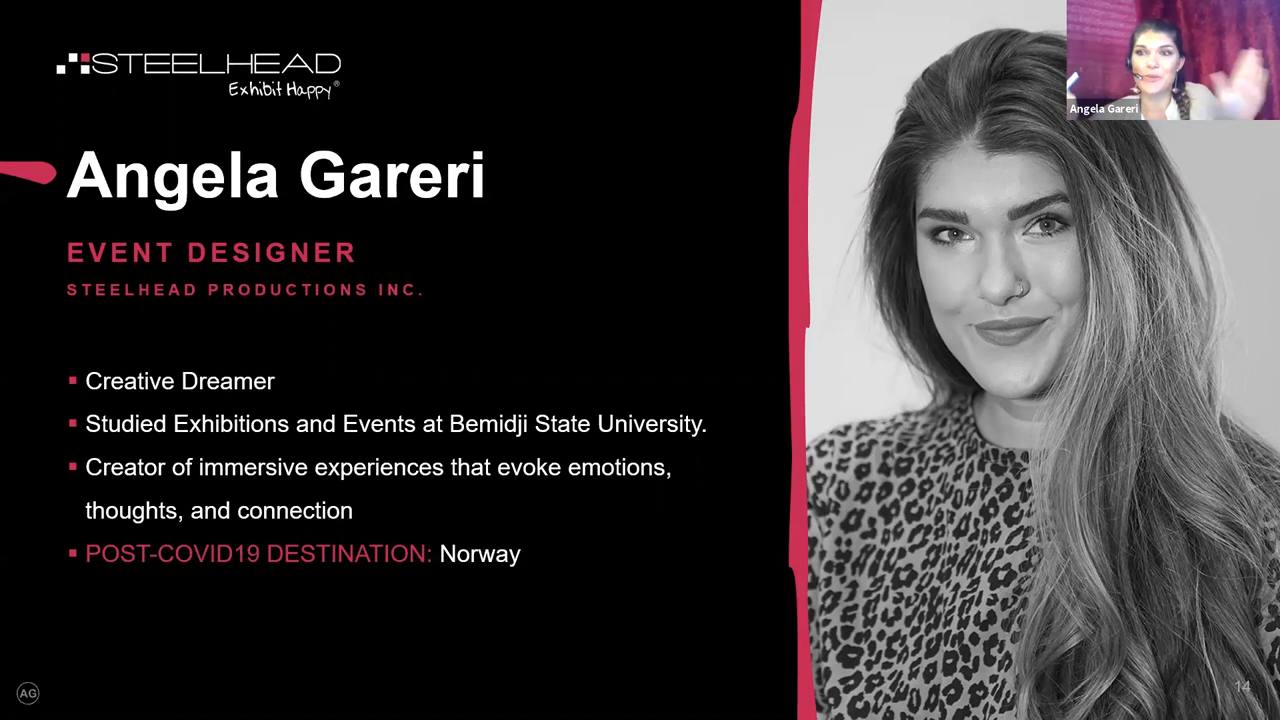 STEELHEAD
Exhibit Happy®
Angela Gareri
Angela Gareri
EVENT DESIGNER
STEELHEAD PRODUCTIONS INC.
▪ Creative Dreamer
▪ Studied Exhibitions and Events at Bemidji State University.
▪ Creator of immersive experiences that evoke emotions,
thoughts, and connection
▪ POST-COVID19 DESTINATION: Norway
AG
14